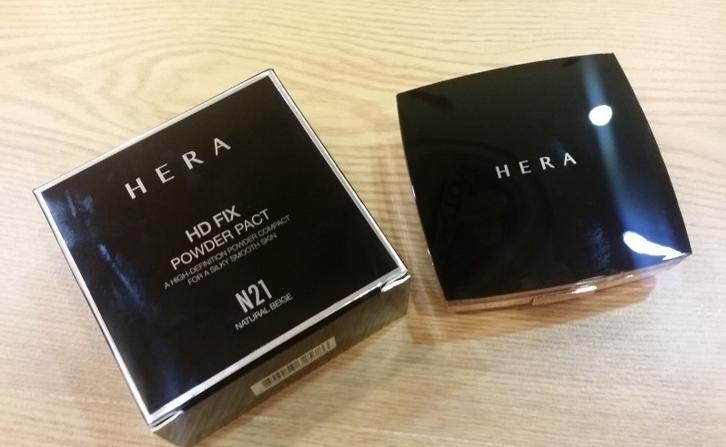 HERA
HD FIX
POWDER PACT
A HIGH-DEFINITION POWDER COMPACT
FOR A SILKY SMOOTH SKIN
N21
NATURAL BEIGE
HERA